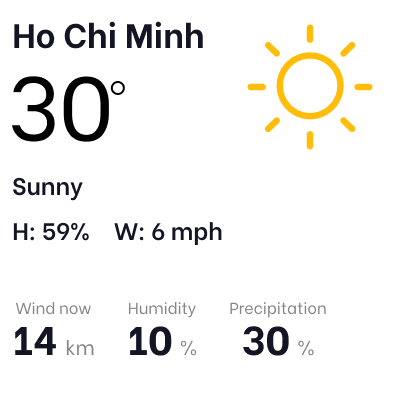 Ho Chi Minh
30°
Sunny
H: 59% W: 6 mph
Wind now Humidity Precipitation
14 km 10 % 30 %